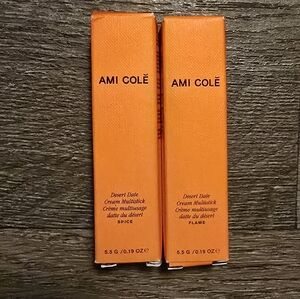 AMI COLĒ
Desert Date
Cream Multistick
Crème multiusage
datte du désert
SPICE
5.5 G / 0.19 OZ ℮
AMI COLĒ
Desert Date
Cream Multistick
Crème multiusage
datte du désert
FLAME
5.5 G / 0.19 OZ ℮